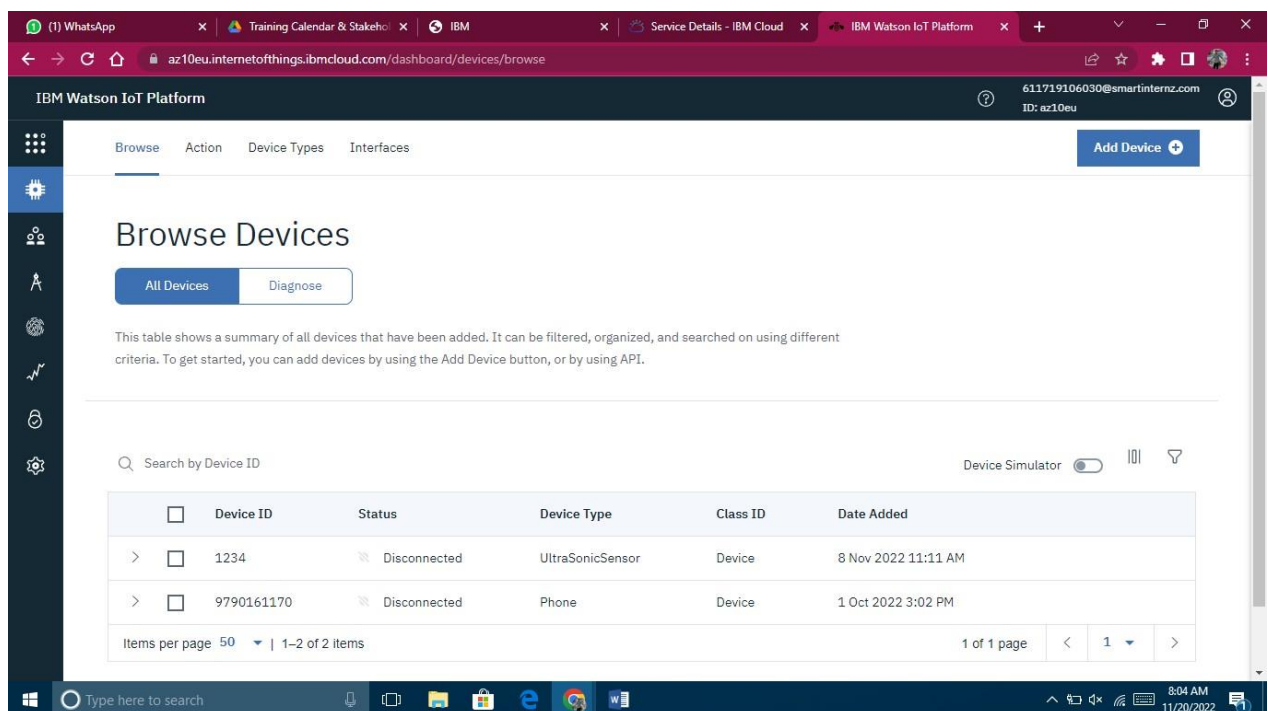 (1) WhatsApp
Training Calendar & Stakehol
IBM
Service Details - IBM Cloud
IBM Watson IoT Platform
az10eu.internetofthings.ibmcloud.com/dashboard/devices/browse
IBM Watson IoT Platform
611719106030@smartinternz.com
ID: az10eu
Browse Action Device Types Interfaces
Add Device
Browse Devices
All Devices Diagnose
This table shows a summary of all devices that have been added. It can be filtered, organized, and searched on using different
criteria. To get started, you can add devices by using the Add Device button, or by using API.
Search by Device ID
Device Simulator
Device ID Status Device Type Class ID Date Added
1234 Disconnected UltraSonicSensor Device 8 Nov 2022 11:11 AM
9790161170 Disconnected Phone Device 1 Oct 2022 3:02 PM
Items per page 50 | 1–2 of 2 items
1 of 1 page 1
Type here to search
8:04 AM
11/20/2022